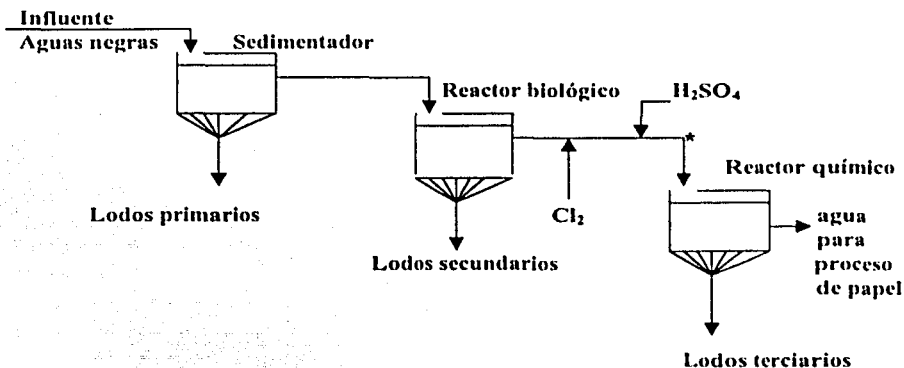 Influente
Aguas negras
Sedimentador
Reactor biológico
H₂SO₄
*
Reactor químico
Lodos primarios
Cl₂
agua
para
proceso
de papel
Lodos secundarios
Lodos terciarios